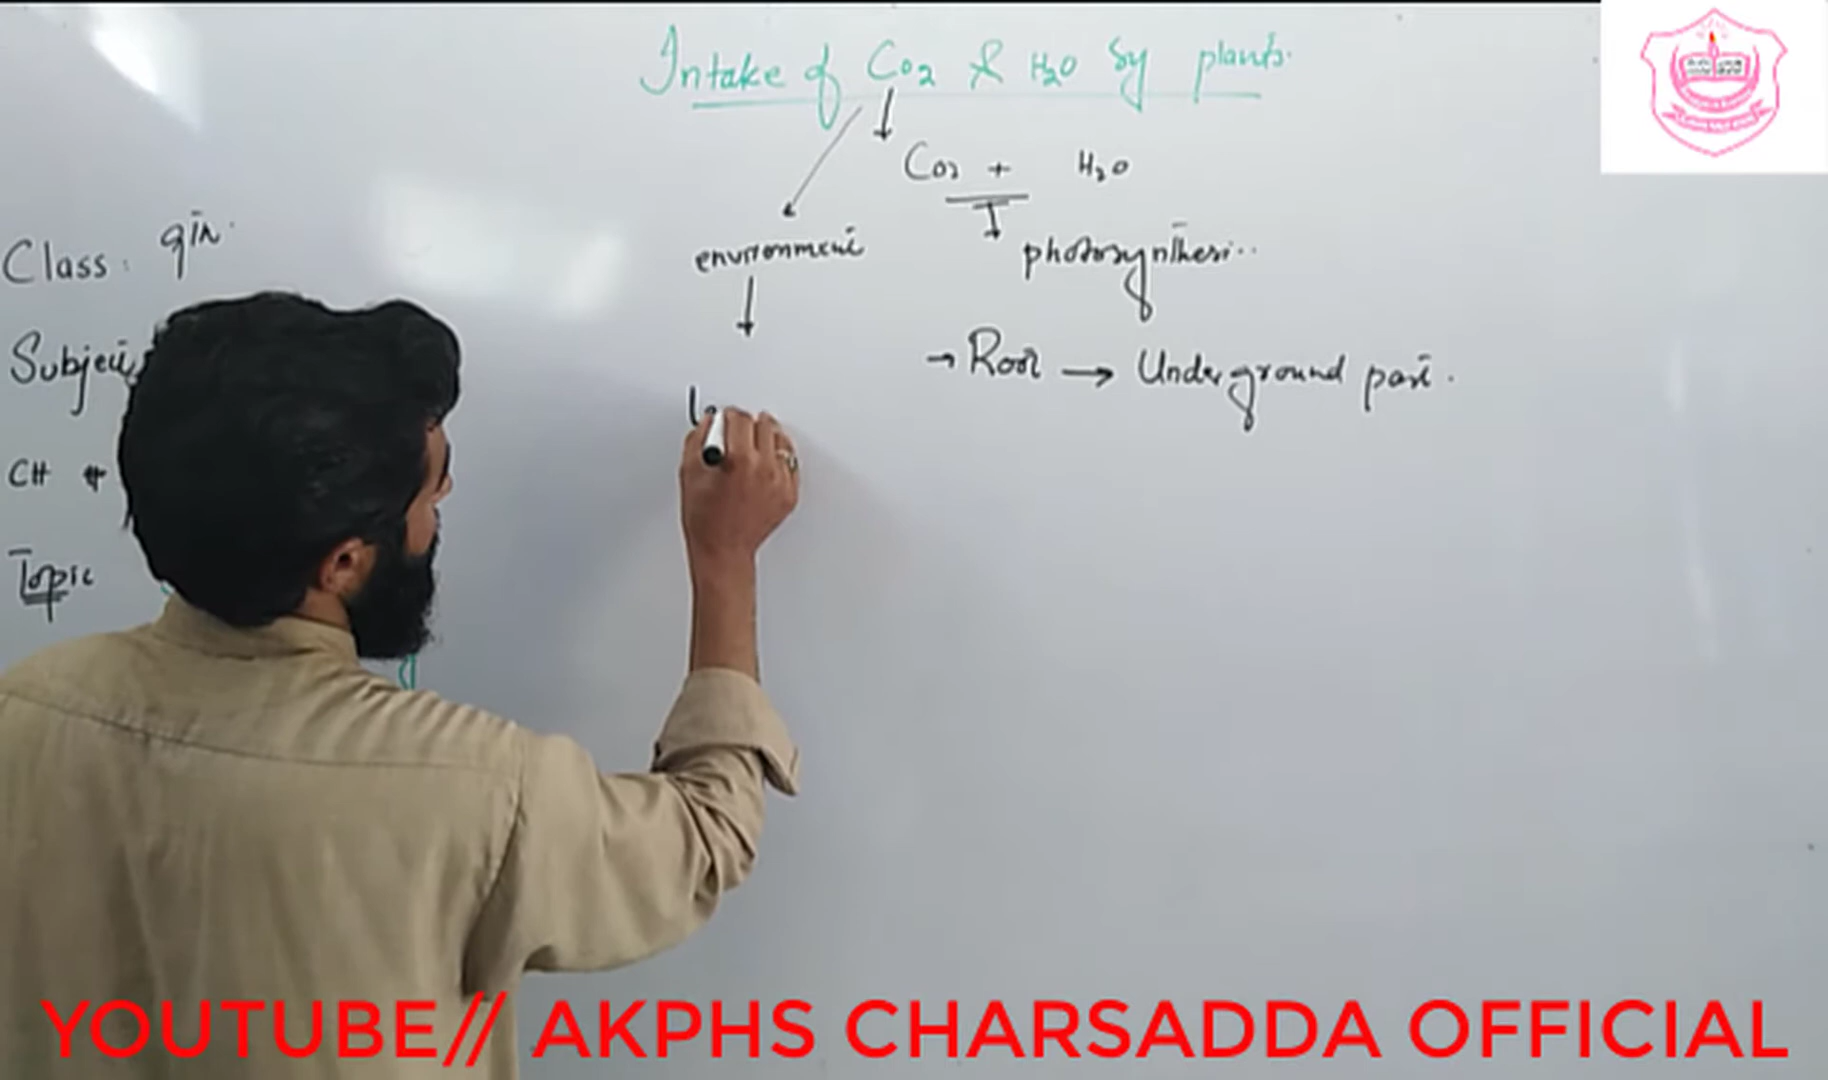 Intake of Co2 & H2O by plants.
Co2 + H2O
Class: 9th
environment
photosynthesis..
Subject
→ Root → Underground part.
CH #
Topic
YOUTUBE// AKPHS CHARSADDA OFFICIAL